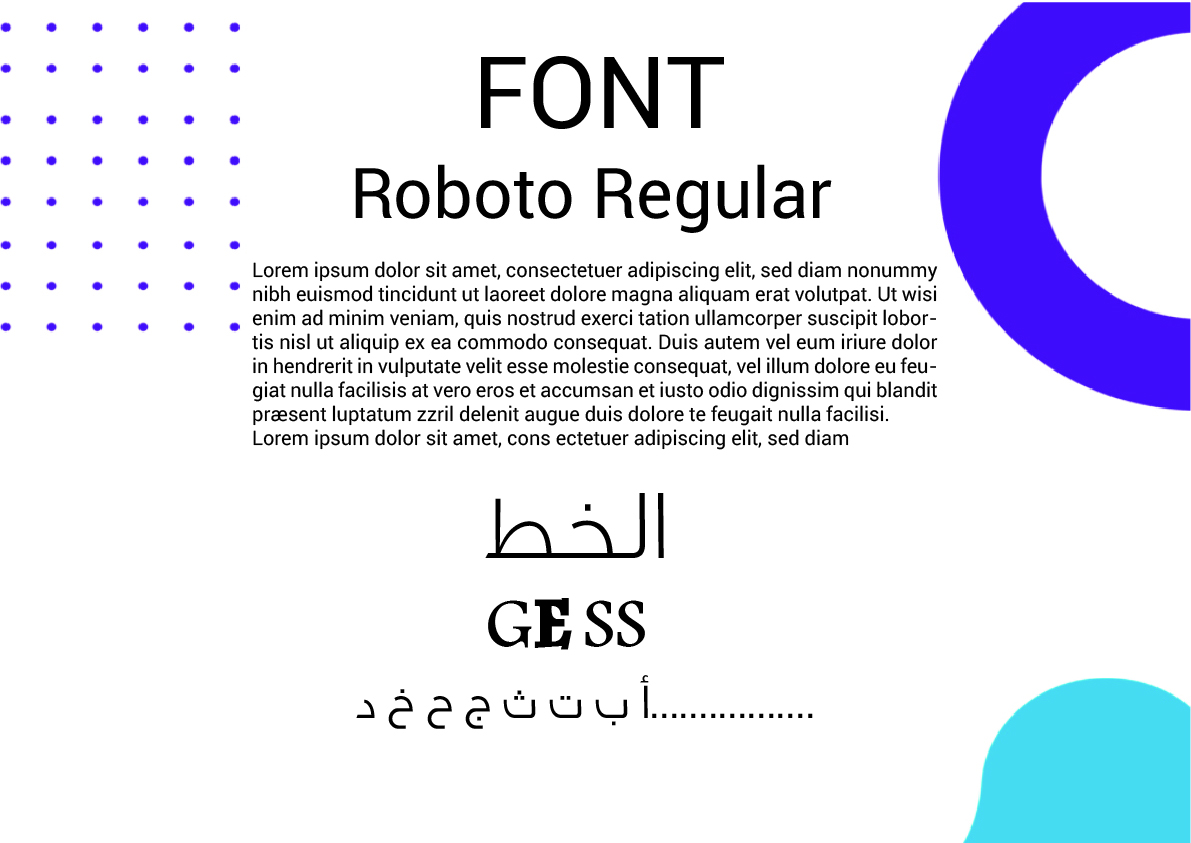 FONT
Roboto Regular
Lorem ipsum dolor sit amet, consectetuer adipiscing elit, sed diam nonummy
nibh euismod tincidunt ut laoreet dolore magna aliquam erat volutpat. Ut wisi
enim ad minim veniam, quis nostrud exerci tation ullamcorper suscipit lobor-
tis nisl ut aliquip ex ea commodo consequat. Duis autem vel eum iriure dolor
in hendrerit in vulputate velit esse molestie consequat, vel illum dolore eu feu-
giat nulla facilisis at vero eros et accumsan et iusto odio dignissim qui blandit
præsent luptatum zzril delenit augue duis dolore te feugait nulla facilisi.
Lorem ipsum dolor sit amet, cons ectetuer adipiscing elit, sed diam
الخط
GE SS
أ ب ت ث ج ح خ د.................